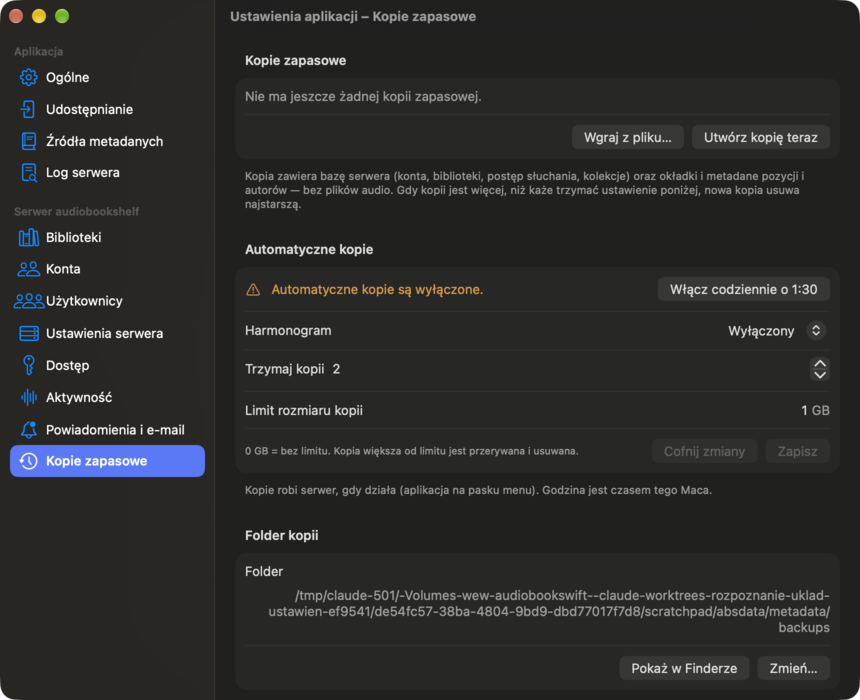 Ustawienia aplikacji – Kopie zapasowe
Aplikacja
Ogólne
Udostępnianie
Źródła metadanych
Log serwera
Serwer audiobookshelf
Biblioteki
Konta
Użytkownicy
Ustawienia serwera
Dostęp
Aktywność
Powiadomienia i e-mail
Kopie zapasowe
Kopie zapasowe
Nie ma jeszcze żadnej kopii zapasowej.
Wgraj z pliku... Utwórz kopię teraz
Kopia zawiera bazę serwera (konta, biblioteki, postęp słuchania, kolekcje) oraz okładki i metadane pozycji i
autorów — bez plików audio. Gdy kopii jest więcej, niż każe trzymać ustawienie poniżej, nowa kopia usuwa
najstarszą.
Automatyczne kopie
Automatyczne kopie są wyłączone. Włącz codziennie o 1:30
Harmonogram Wyłączony
Trzymaj kopii 2
Limit rozmiaru kopii 1 GB
0 GB = bez limitu. Kopia większa od limitu jest przerywana i usuwana. Cofnij zmiany Zapisz
Kopie robi serwer, gdy działa (aplikacja na pasku menu). Godzina jest czasem tego Maca.
Folder kopii
Folder
/tmp/claude-501/-Volumes-wew-audiobookswift--claude-worktrees-rozpoznanie-uklad-
ustawien-ef9541/de54fc57-38ba-4804-9bd9-dbd77017f7d8/scratchpad/absdata/metadata/
backups
Pokaż w Finderze Zmień...